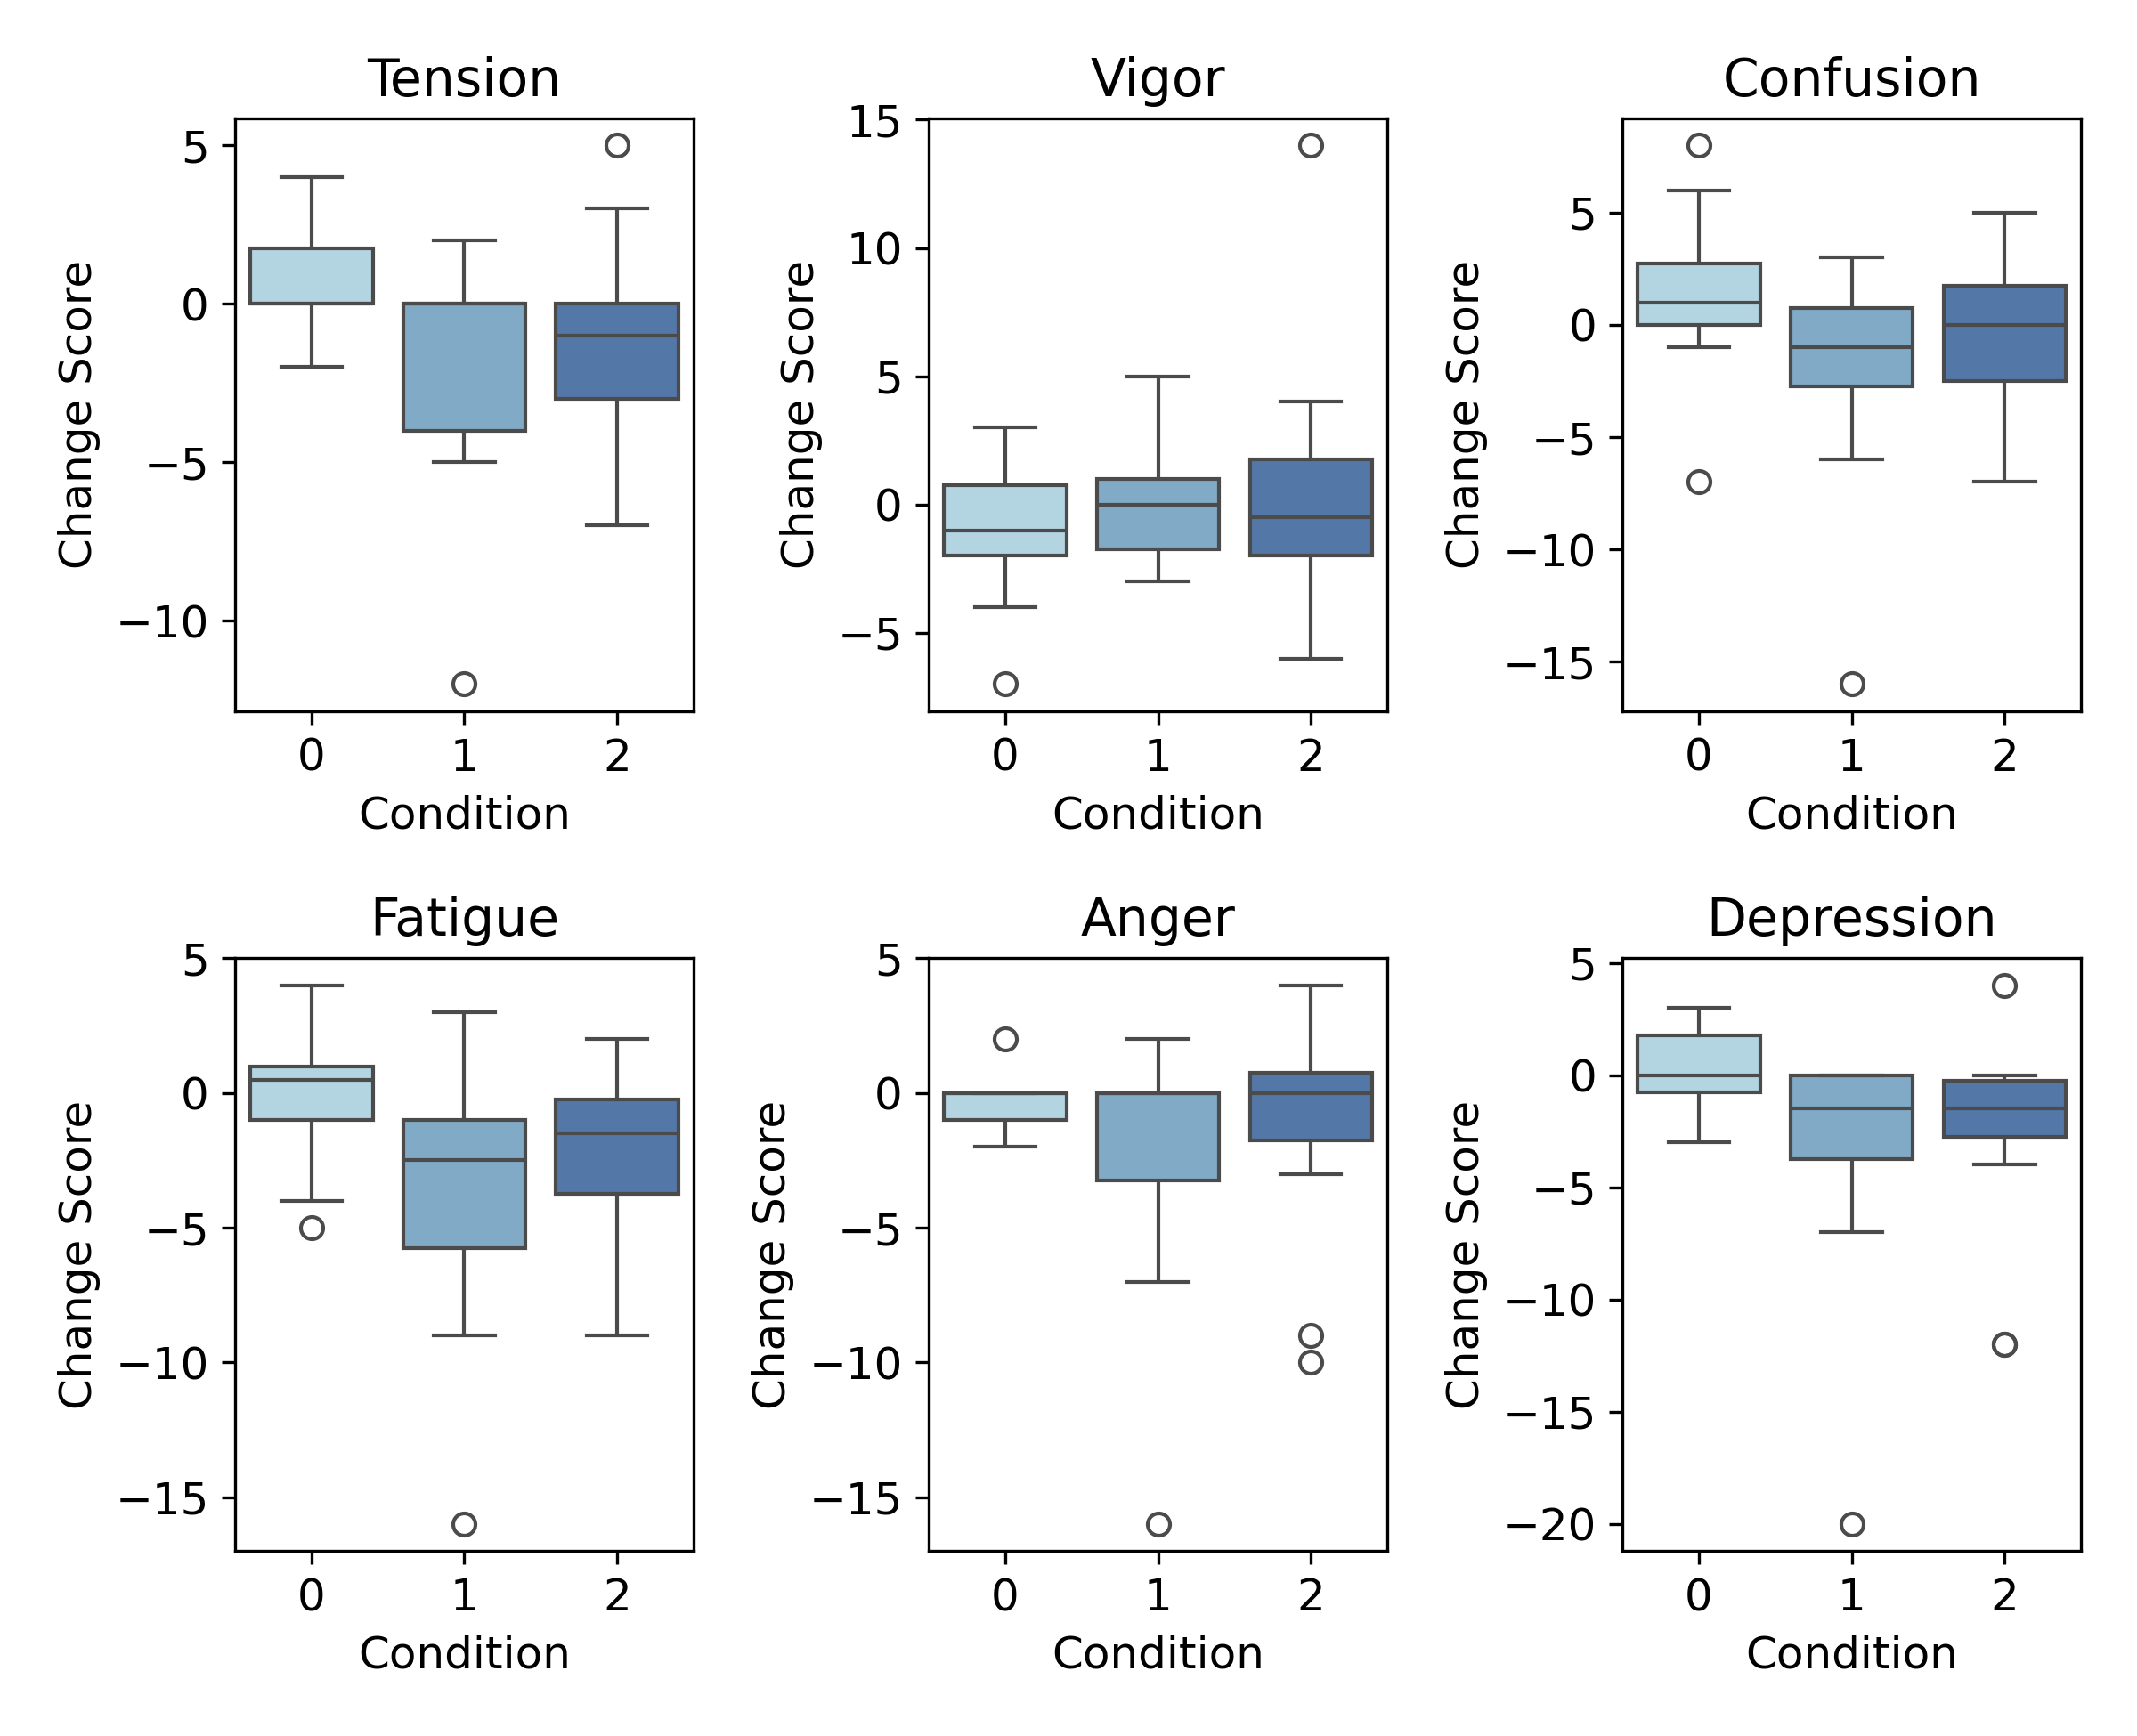 Tension
Vigor
Confusion
5
0
−5
−10
Change Score
0 1 2
Condition
15
10
5
0
−5
Change Score
0 1 2
Condition
5
0
−5
−10
−15
Change Score
0 1 2
Condition
Fatigue
Anger
Depression
5
0
−5
−10
−15
Change Score
0 1 2
Condition
5
0
−5
−10
−15
Change Score
0 1 2
Condition
5
0
−5
−10
−15
−20
Change Score
0 1 2
Condition